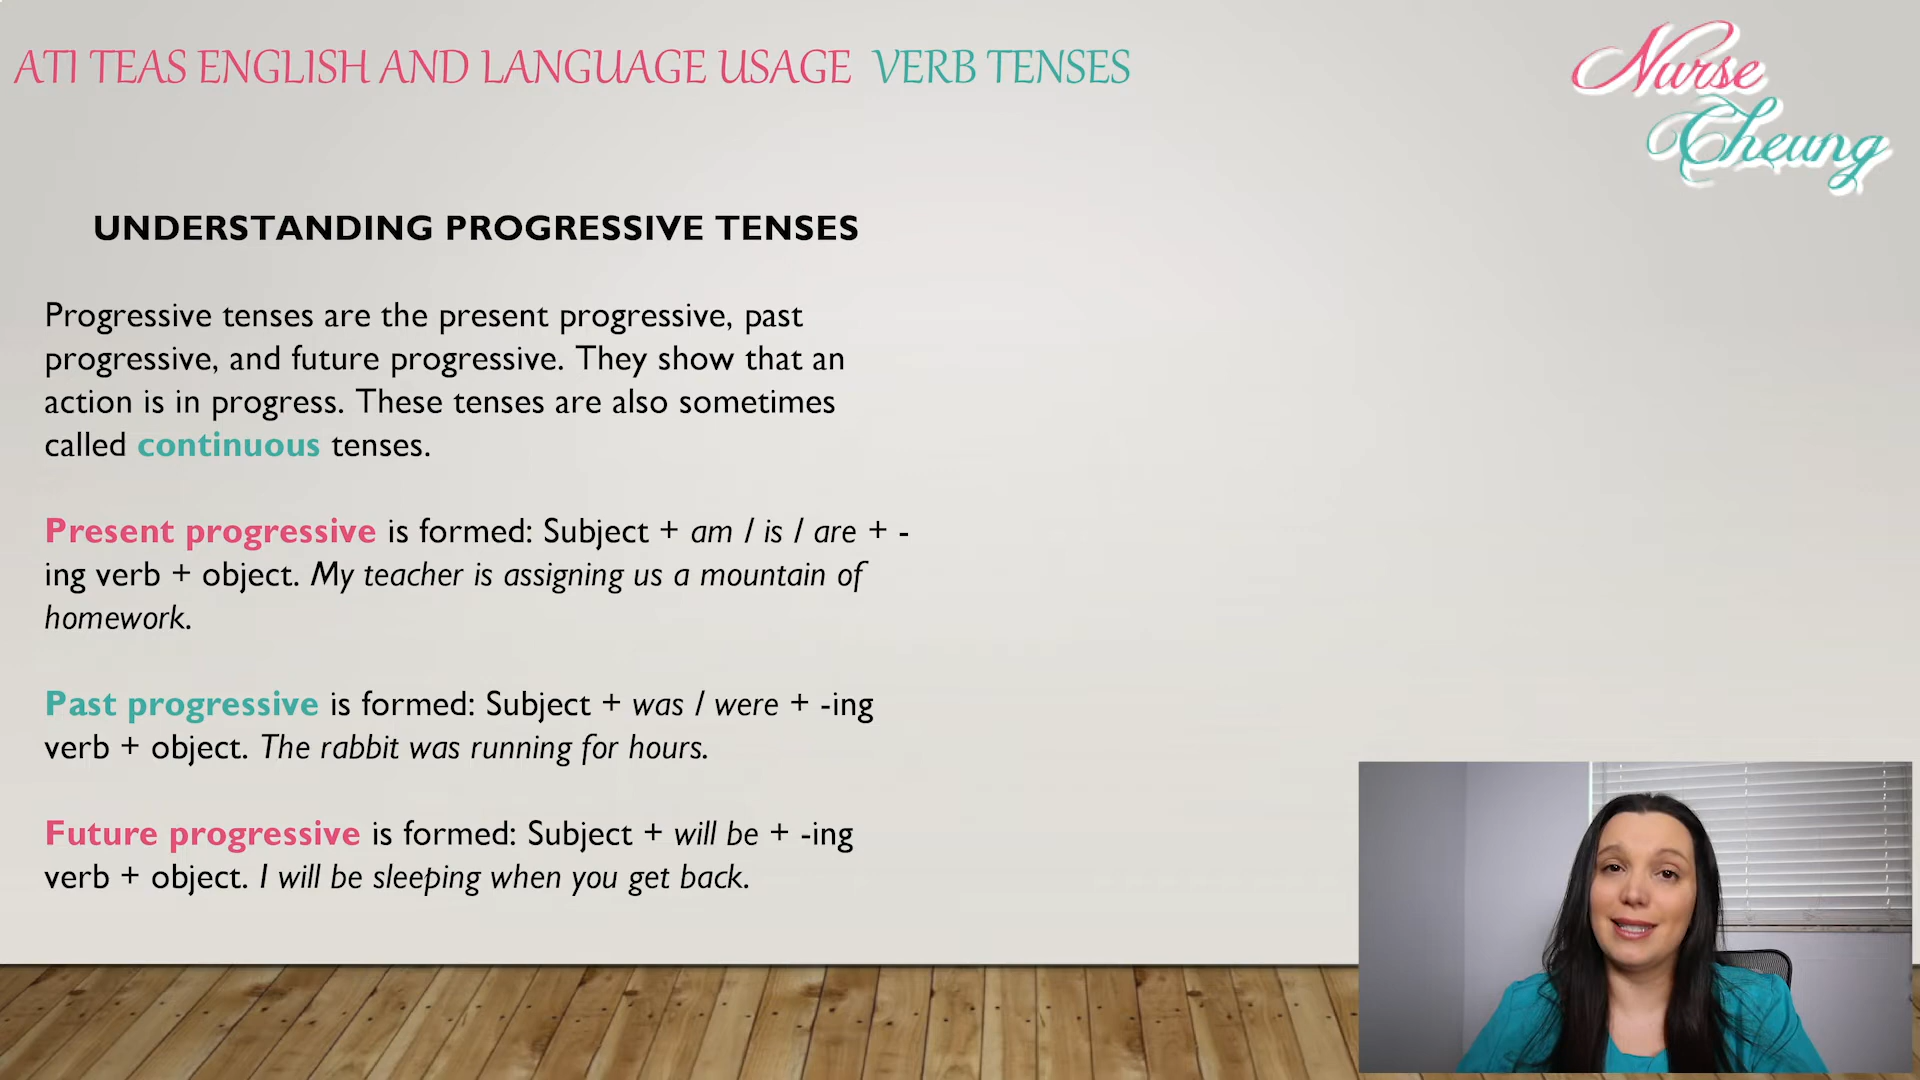 ATI TEAS ENGLISH AND LANGUAGE USAGE VERB TENSES
Nurse
Cheung
UNDERSTANDING PROGRESSIVE TENSES
Progressive tenses are the present progressive, past
progressive, and future progressive. They show that an
action is in progress. These tenses are also sometimes
called continuous tenses.
Present progressive is formed: Subject + am / is / are + -
ing verb + object. My teacher is assigning us a mountain of
homework.
Past progressive is formed: Subject + was / were + -ing
verb + object. The rabbit was running for hours.
Future progressive is formed: Subject + will be + -ing
verb + object. I will be sleeping when you get back.